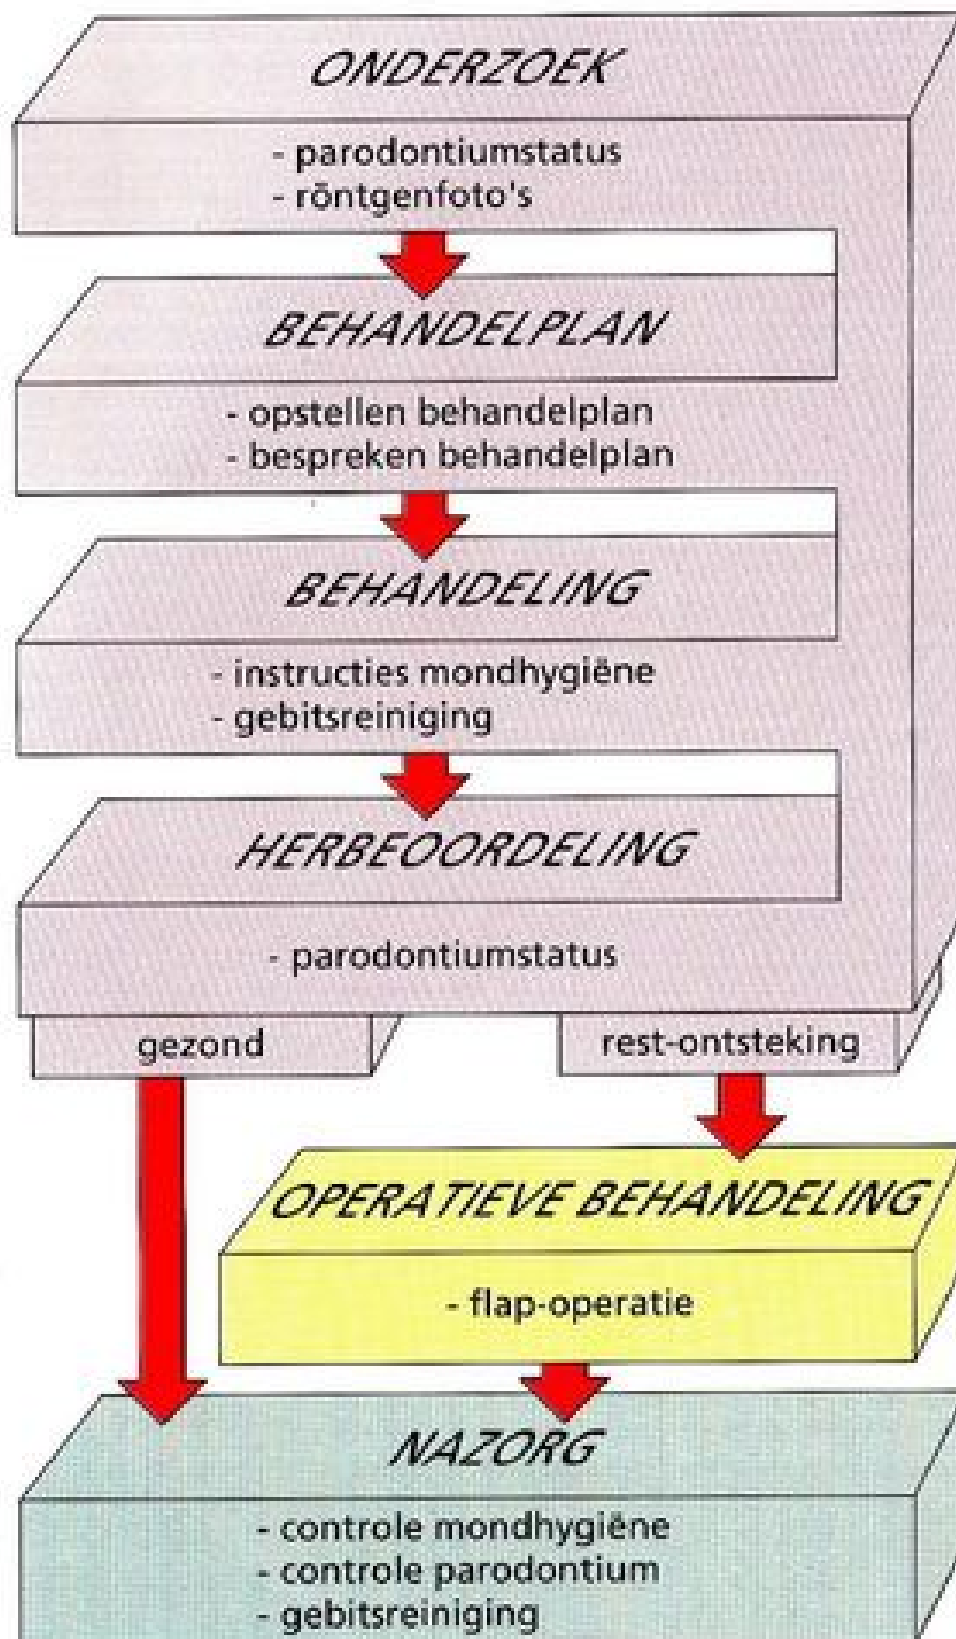 ONDERZOEK
- parodontiumstatus
- röntgenfoto's
BEHANDELPLAN
- opstellen behandelplan
- bespreken behandelplan
BEHANDELING
- instructies mondhygiëne
- gebitsreiniging
HERBEOORDELING
- parodontiumstatus
gezond
rest-ontsteking
OPERATIEVE BEHANDELING
- flap-operatie
NAZORG
- controle mondhygiëne
- controle parodontium
- gebitsreiniging